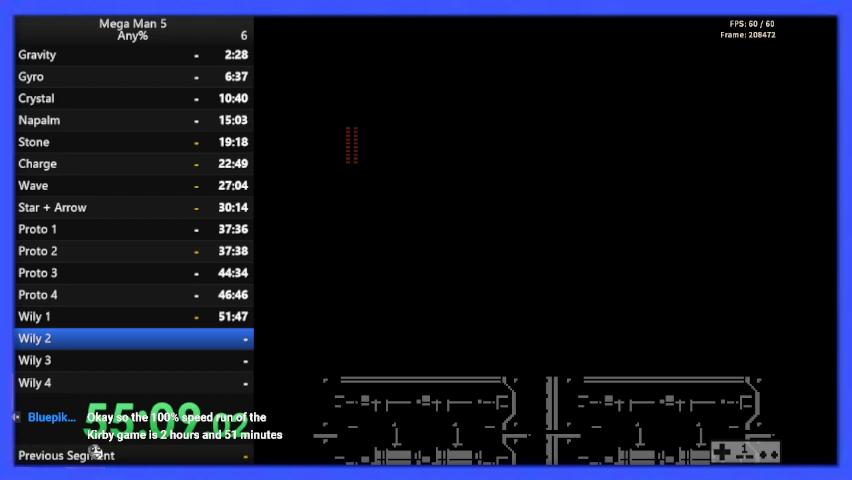 Mega Man 5
Any% 6
FPS: 60 / 60
Frame: 208472
Gravity - 2:28
Gyro - 6:37
Crystal - 10:40
Napalm - 15:03
Stone - 19:18
Charge - 22:49
Wave - 27:04
Star + Arrow - 30:14
Proto 1 - 37:36
Proto 2 - 37:38
Proto 3 - 44:34
Proto 4 - 46:46
Wily 1 - 51:47
Wily 2 -
Wily 3 -
Wily 4 -
55:09.02
Bluepik... Okay so the 100% speed run of the
Kirby game is 2 hours and 51 minutes
Previous Segment -
1